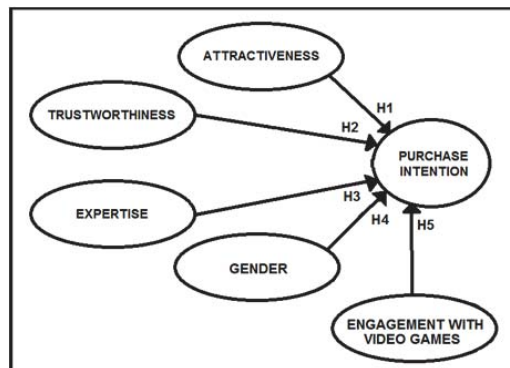 ATTRACTIVENESS
H1
TRUSTWORTHINESS
H2
PURCHASE
INTENTION
EXPERTISE
H3
H4
GENDER
H5
ENGAGEMENT WITH
VIDEO GAMES